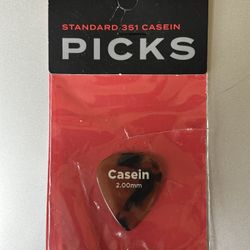 STANDARD 351 CASEIN
PICKS
Casein
2.00mm